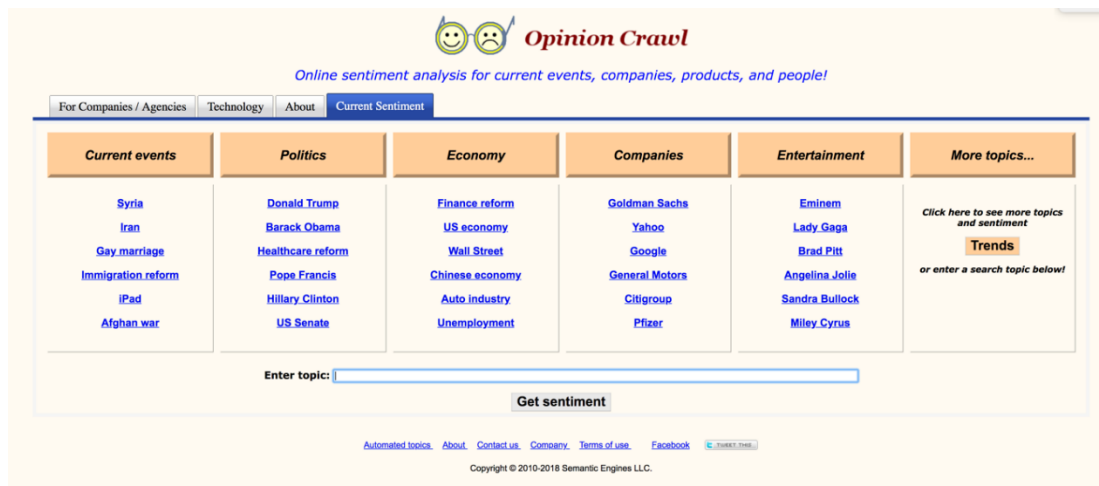 Opinion Crawl
Online sentiment analysis for current events, companies, products, and people!
For Companies / Agencies
Technology
About
Current Sentiment
Current events
Politics
Economy
Companies
Entertainment
More topics...
Syria
Iran
Gay marriage
Immigration reform
iPad
Afghan war
Donald Trump
Barack Obama
Healthcare reform
Pope Francis
Hillary Clinton
US Senate
Finance reform
US economy
Wall Street
Chinese economy
Auto industry
Unemployment
Goldman Sachs
Yahoo
Google
General Motors
Citigroup
Pfizer
Eminem
Lady Gaga
Brad Pitt
Angelina Jolie
Sandra Bullock
Miley Cyrus
Click here to see more topics
and sentiment
Trends
or enter a search topic below!
Enter topic:
Get sentiment
Automated topics About Contact us Company Terms of use Facebook TWEET THIS
Copyright © 2010-2018 Semantic Engines LLC.